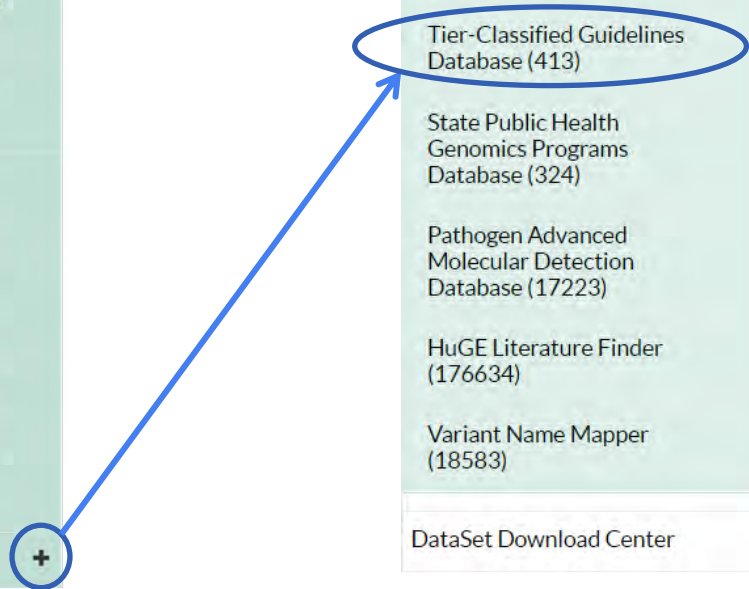 Tier-Classified Guidelines
Database (413)
State Public Health
Genomics Programs
Database (324)
Pathogen Advanced
Molecular Detection
Database (17223)
HuGE Literature Finder
(176634)
Variant Name Mapper
(18583)
+
DataSet Download Center